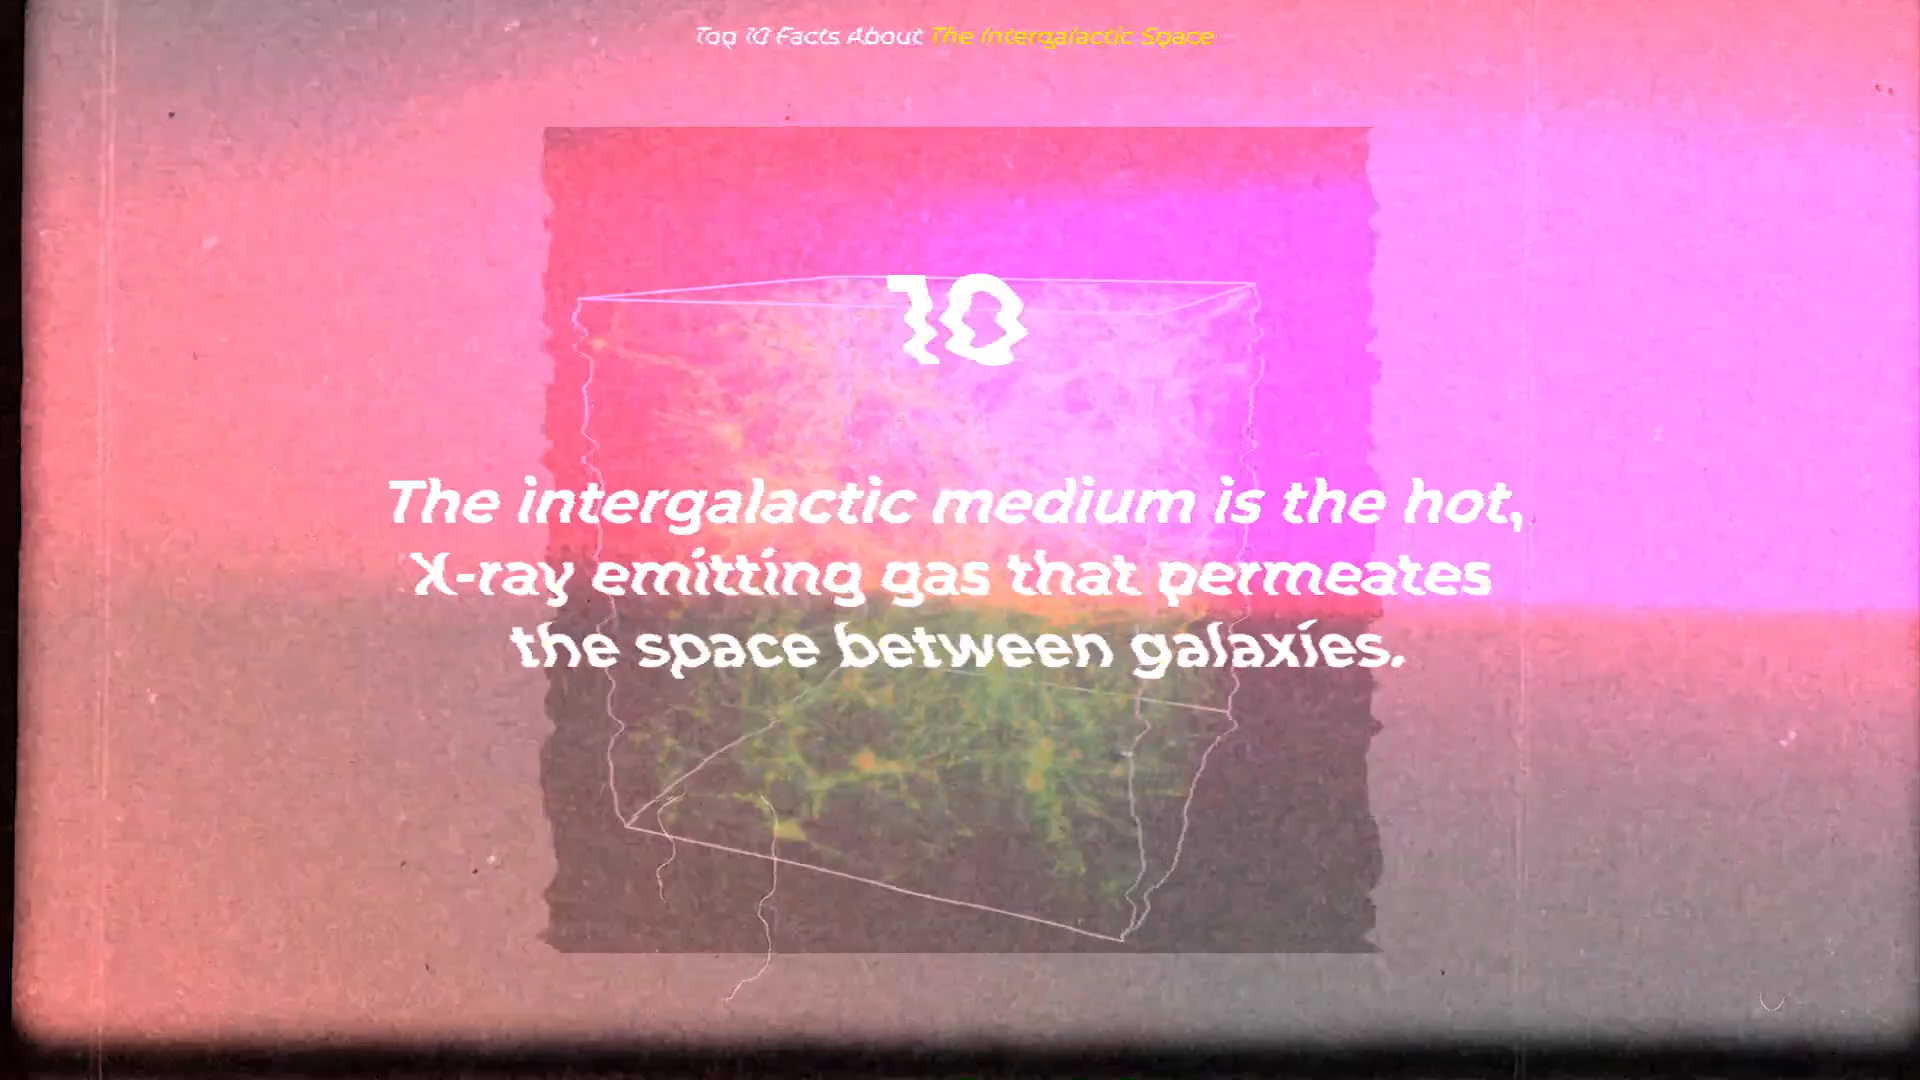 Top 10 Facts About The Intergalactic Space
10
The intergalactic medium is the hot,
X-ray emitting gas that permeates
the space between galaxies.